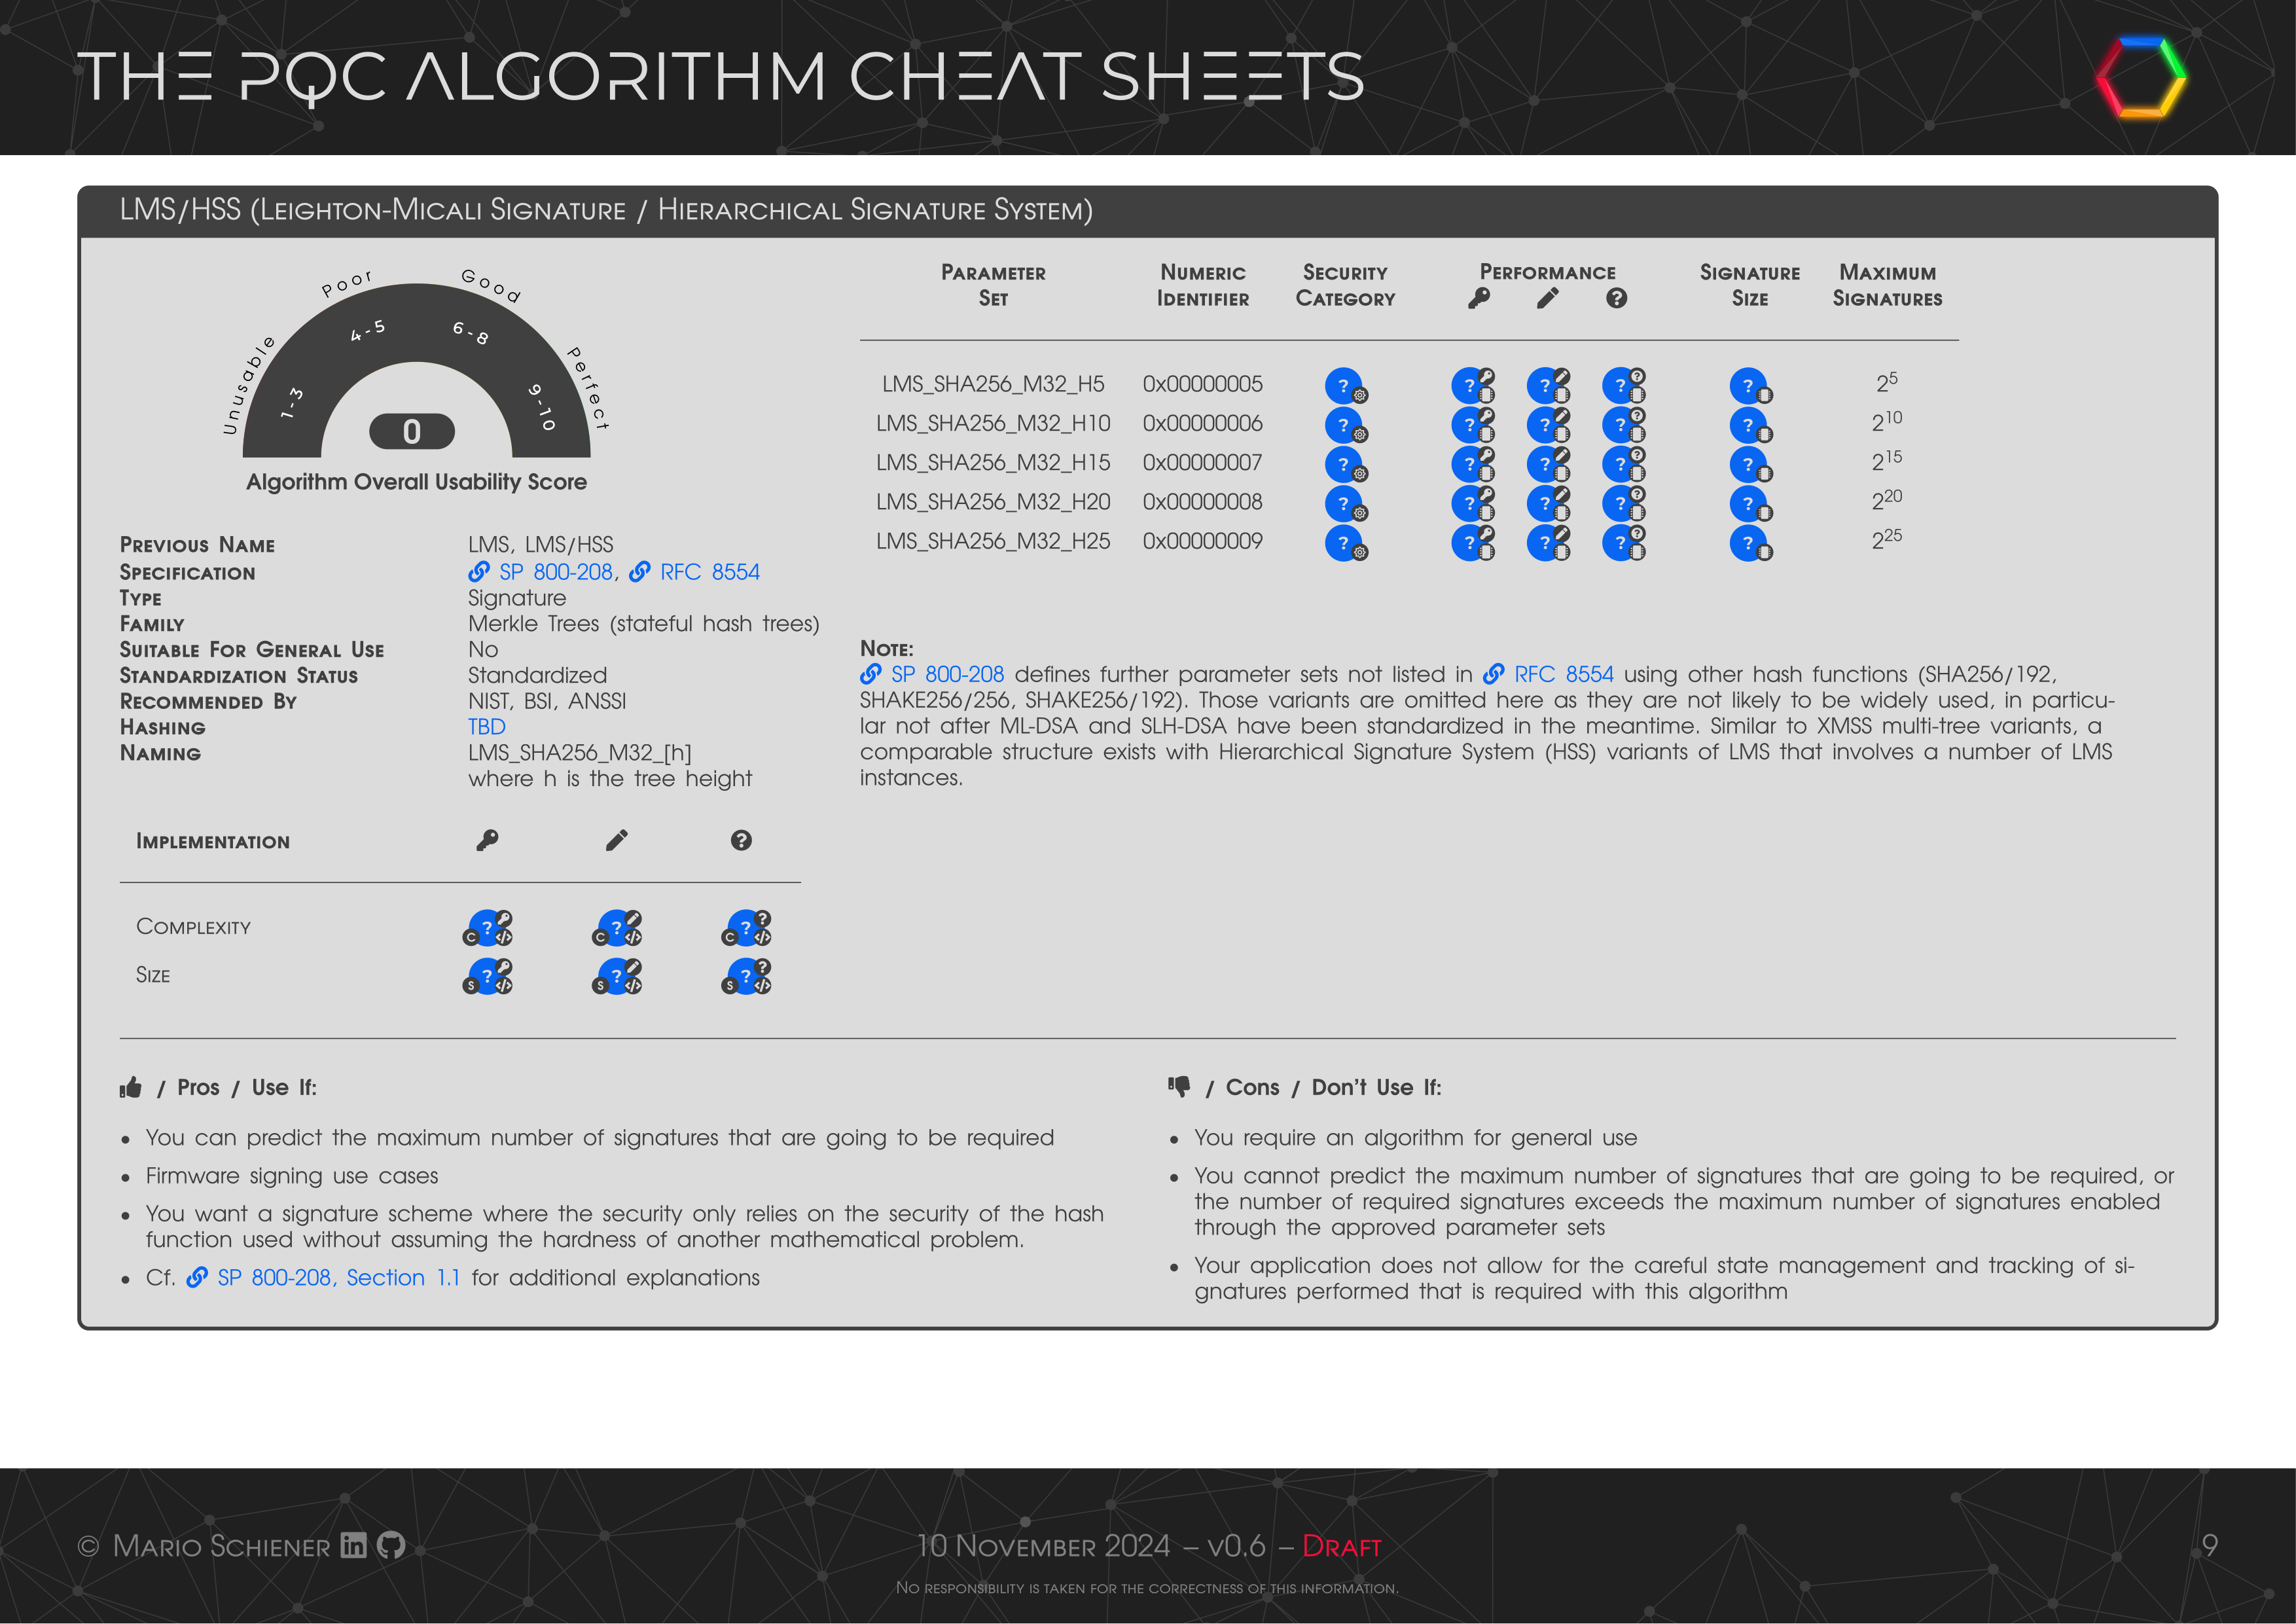 THE PQC ALGORITHM CHEAT SHEETS
LMS/HSS (Leighton-Micali Signature / Hierarchical Signature System)
Unusable
Poor
Good
Perfect
1-3
4-5
6-8
9-10
0
Algorithm Overall Usability Score
Previous Name LMS, LMS/HSS
Specification SP 800-208, RFC 8554
Type Signature
Family Merkle Trees (stateful hash trees)
Suitable For General Use No
Standardization Status Standardized
Recommended By NIST, BSI, ANSSI
Hashing TBD
Naming LMS_SHA256_M32_[h]
where h is the tree height
Implementation ?
Complexity ? C </> ? C </> ? ? C </>
Size ? S </> ? S </> ? ? S </>
Parameter Set Numeric Identifier Security Category Performance ? Signature Size Maximum Signatures
LMS_SHA256_M32_H5 0x00000005 ? ? ? ? ? ? 2⁵
LMS_SHA256_M32_H10 0x00000006 ? ? ? ? ? ? 2¹⁰
LMS_SHA256_M32_H15 0x00000007 ? ? ? ? ? ? 2¹⁵
LMS_SHA256_M32_H20 0x00000008 ? ? ? ? ? ? 2²⁰
LMS_SHA256_M32_H25 0x00000009 ? ? ? ? ? ? 2²⁵
Note:
SP 800-208 defines further parameter sets not listed in RFC 8554 using other hash functions (SHA256/192,
SHAKE256/256, SHAKE256/192). Those variants are omitted here as they are not likely to be widely used, in particu-
lar not after ML-DSA and SLH-DSA have been standardized in the meantime. Similar to XMSS multi-tree variants, a
comparable structure exists with Hierarchical Signature System (HSS) variants of LMS that involves a number of LMS
instances.
/ Pros / Use If:
• You can predict the maximum number of signatures that are going to be required
• Firmware signing use cases
• You want a signature scheme where the security only relies on the security of the hash
function used without assuming the hardness of another mathematical problem.
• Cf. SP 800-208, Section 1.1 for additional explanations
/ Cons / Don't Use If:
• You require an algorithm for general use
• You cannot predict the maximum number of signatures that are going to be required, or
the number of required signatures exceeds the maximum number of signatures enabled
through the approved parameter sets
• Your application does not allow for the careful state management and tracking of si-
gnatures performed that is required with this algorithm
© Mario Schiener in
10 November 2024 – v0.6 – Draft
No responsibility is taken for the correctness of this information.
9